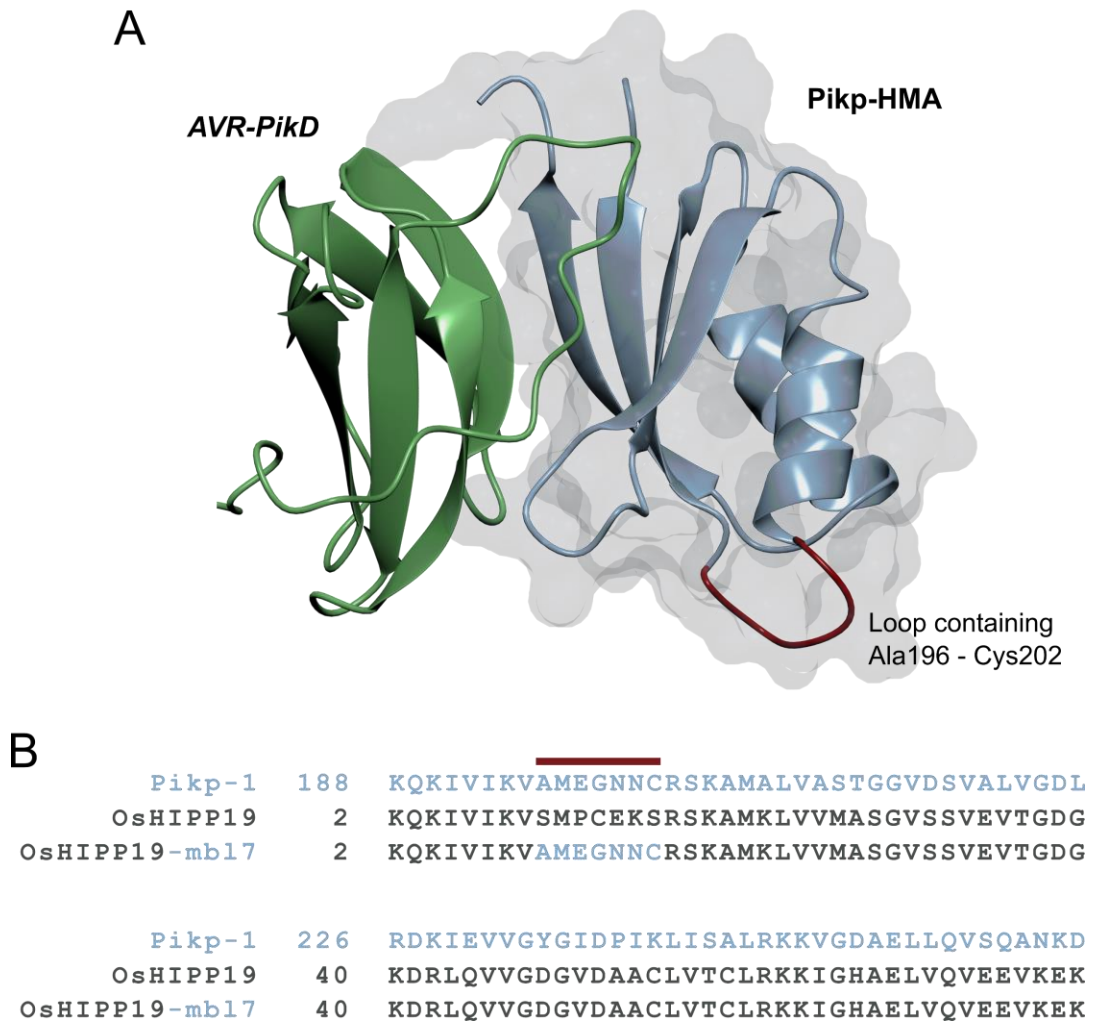 A
AVR-PikD
Pikp-HMA
Loop containing
Ala196 - Cys202
B
Pikp-1 188 KQKIVIKVAMEGNNCRSKAMALVASTGGVDSVALVGDL
OsHIPP19 2 KQKIVIKVSMPCEKSRSKAMKLVVMASGVSSVEVTGDG
OsHIPP19-mbl7 2 KQKIVIKVAMEGNNCRSKAMKLVVMASGVSSVEVTGDG
Pikp-1 226 RDKIEVVGYGIDPIKLISALRKKVGDAELLQVSQANKD
OsHIPP19 40 KDRLQVVGDGVDAACLVTCLRKKIGHAELVQVEEVKEK
OsHIPP19-mbl7 40 KDRLQVVGDGVDAACLVTCLRKKIGHAELVQVEEVKEK